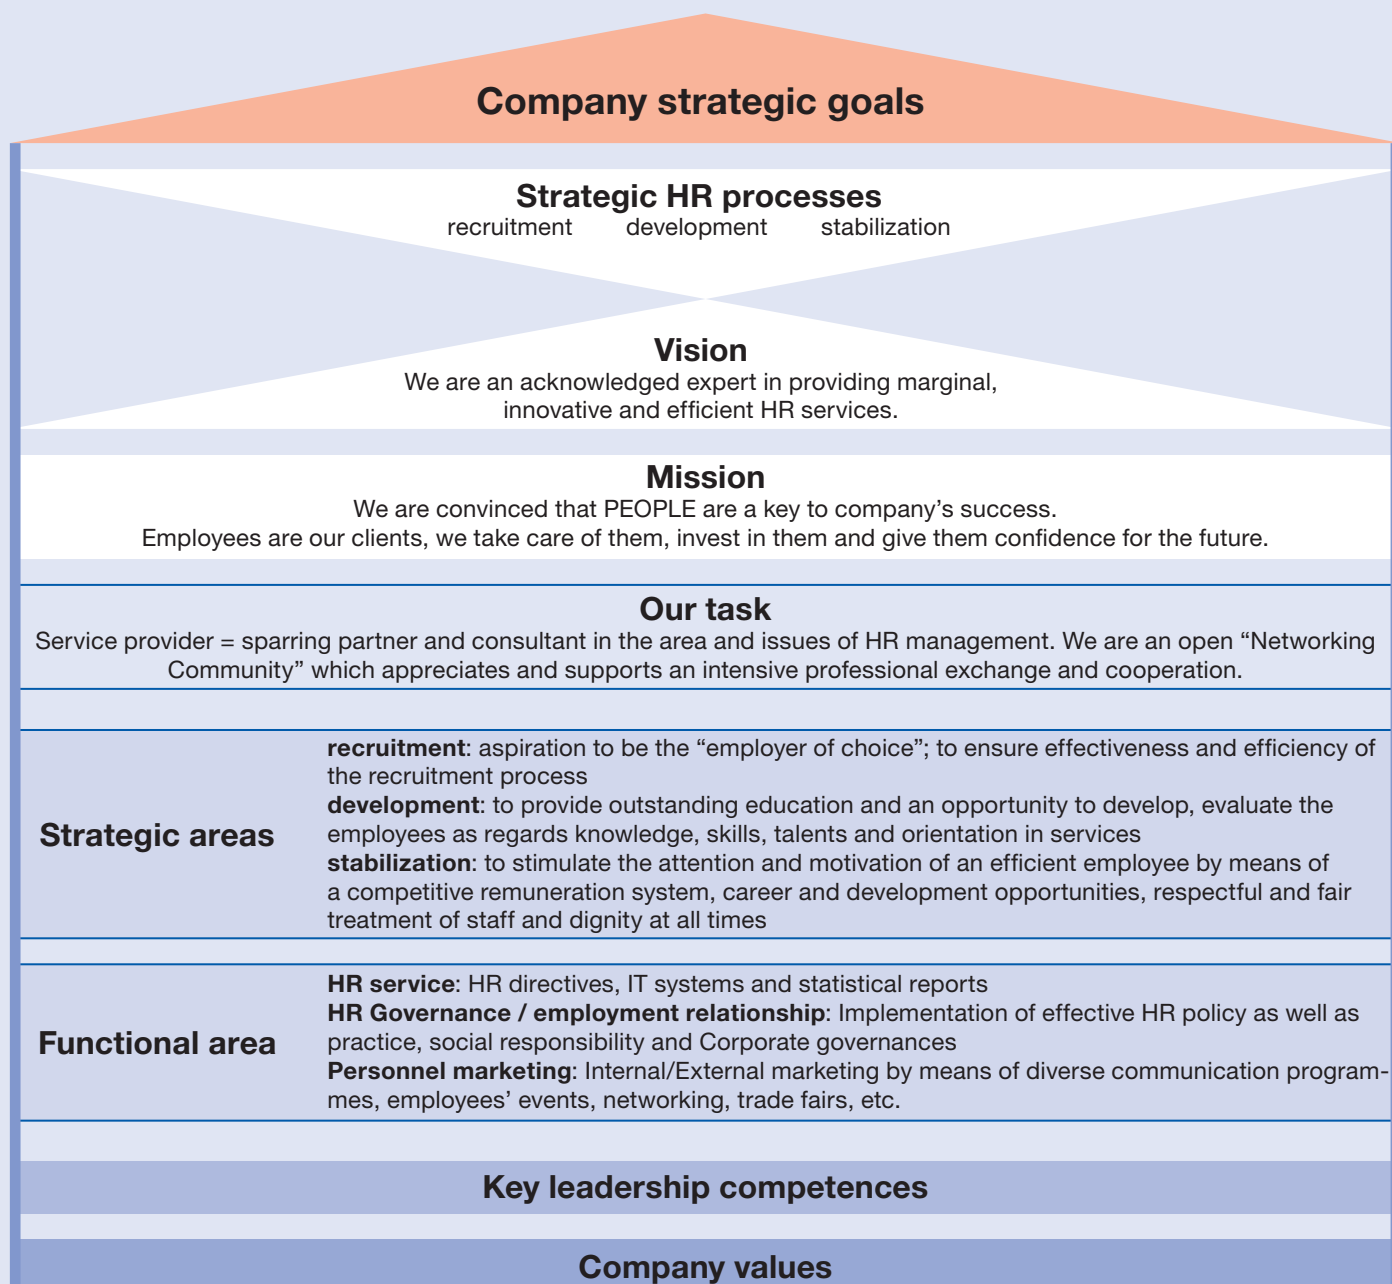 Company strategic goals
Strategic HR processes
recruitment development stabilization
Vision
We are an acknowledged expert in providing marginal,
innovative and efficient HR services.
Mission
We are convinced that PEOPLE are a key to company’s success.
Employees are our clients, we take care of them, invest in them and give them confidence for the future.
Our task
Service provider = sparring partner and consultant in the area and issues of HR management. We are an open “Networking
Community” which appreciates and supports an intensive professional exchange and cooperation.
Strategic areas
recruitment: aspiration to be the “employer of choice”; to ensure effectiveness and efficiency of
the recruitment process
development: to provide outstanding education and an opportunity to develop, evaluate the
employees as regards knowledge, skills, talents and orientation in services
stabilization: to stimulate the attention and motivation of an efficient employee by means of
a competitive remuneration system, career and development opportunities, respectful and fair
treatment of staff and dignity at all times
Functional area
HR service: HR directives, IT systems and statistical reports
HR Governance / employment relationship: Implementation of effective HR policy as well as
practice, social responsibility and Corporate governances
Personnel marketing: Internal/External marketing by means of diverse communication program-
mes, employees’ events, networking, trade fairs, etc.
Key leadership competences
Company values